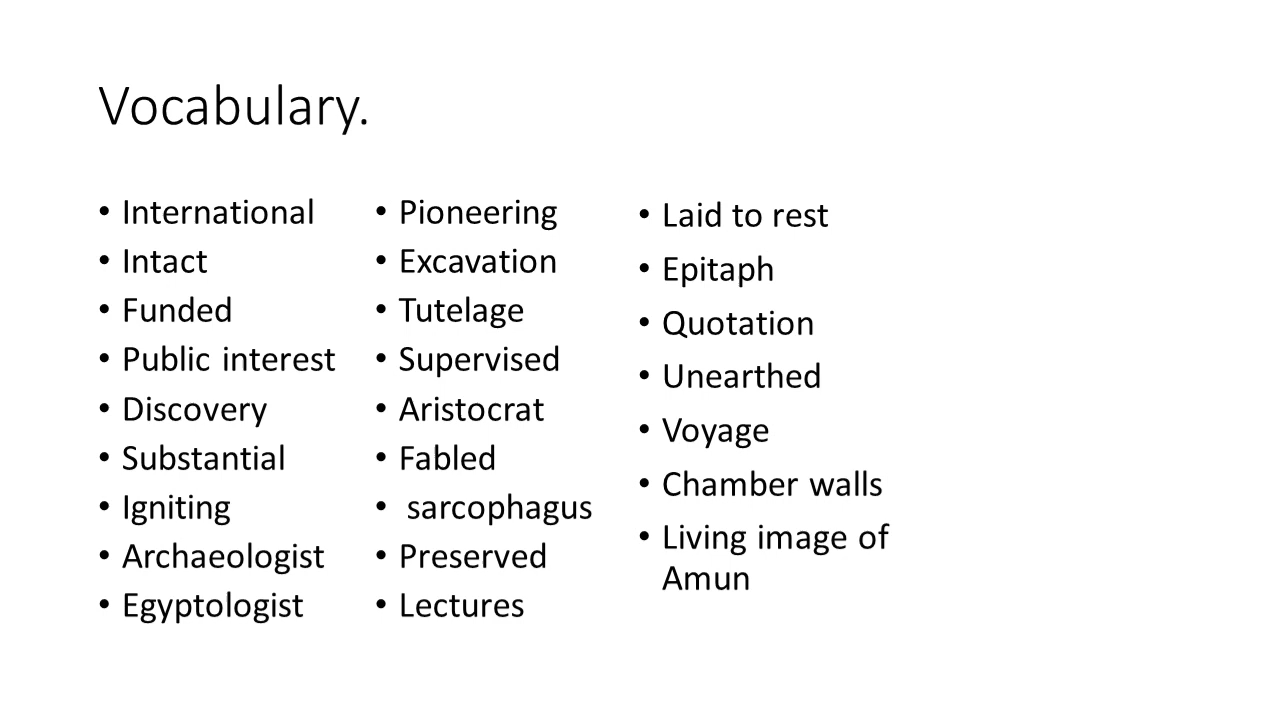 Vocabulary.
• International
• Intact
• Funded
• Public interest
• Discovery
• Substantial
• Igniting
• Archaeologist
• Egyptologist
• Pioneering
• Excavation
• Tutelage
• Supervised
• Aristocrat
• Fabled
• sarcophagus
• Preserved
• Lectures
• Laid to rest
• Epitaph
• Quotation
• Unearthed
• Voyage
• Chamber walls
• Living image of
Amun